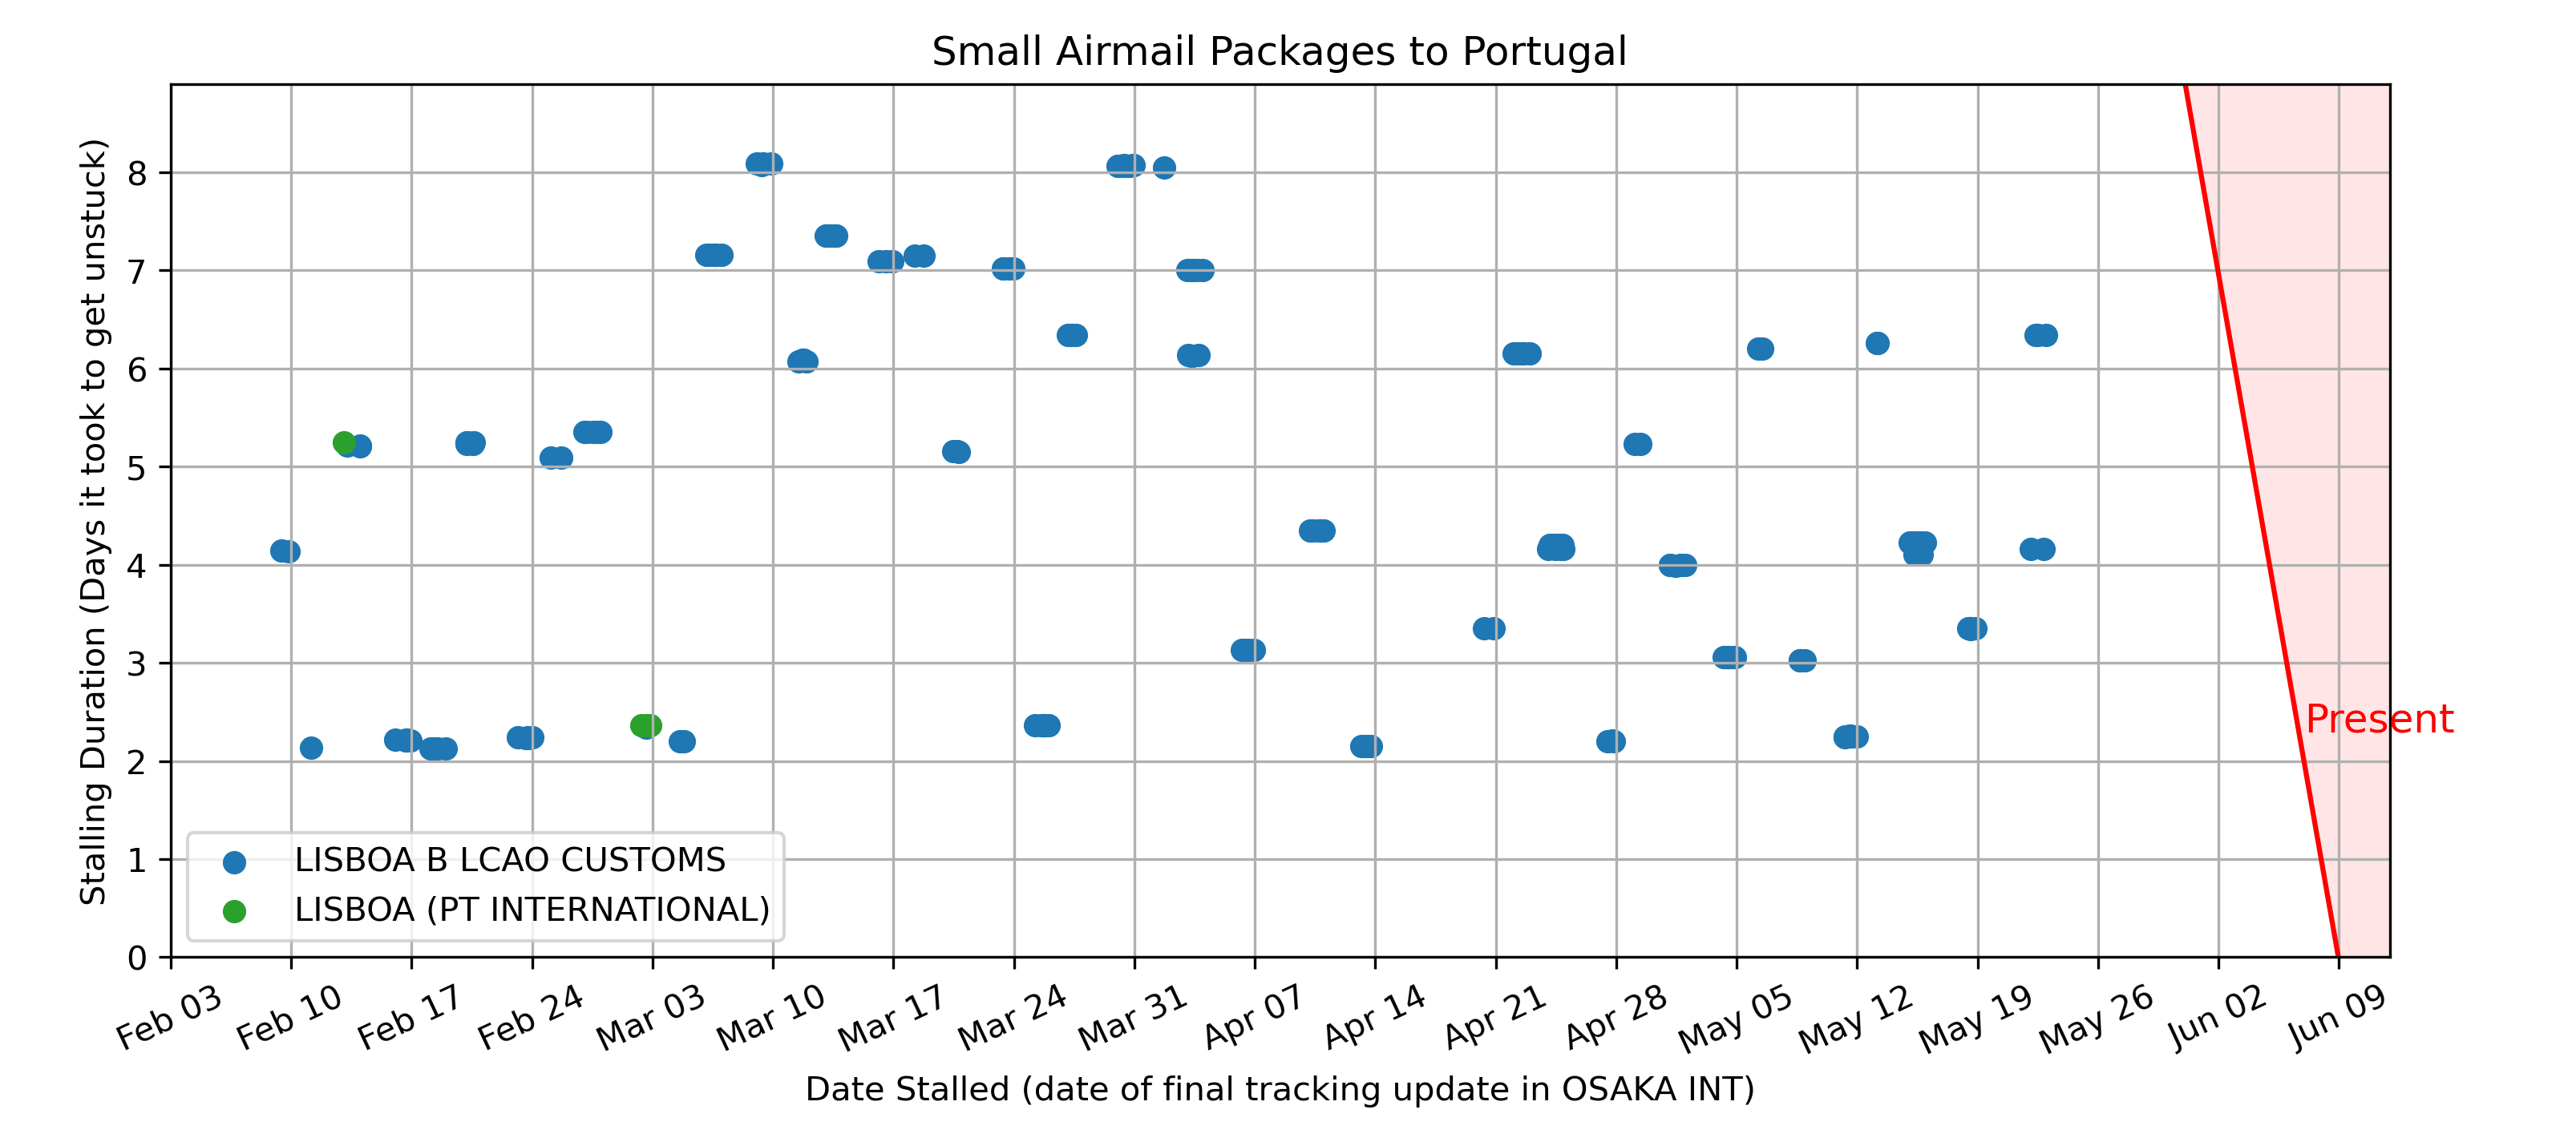 Small Airmail Packages to Portugal
Stalling Duration (Days it took to get unstuck)
8
7
6
5
4
3
2
1
0
Present
LISBOA B LCAO CUSTOMS
LISBOA (PT INTERNATIONAL)
Feb 03
Feb 10
Feb 17
Feb 24
Mar 03
Mar 10
Mar 17
Mar 24
Mar 31
Apr 07
Apr 14
Apr 21
Apr 28
May 05
May 12
May 19
May 26
Jun 02
Jun 09
Date Stalled (date of final tracking update in OSAKA INT)